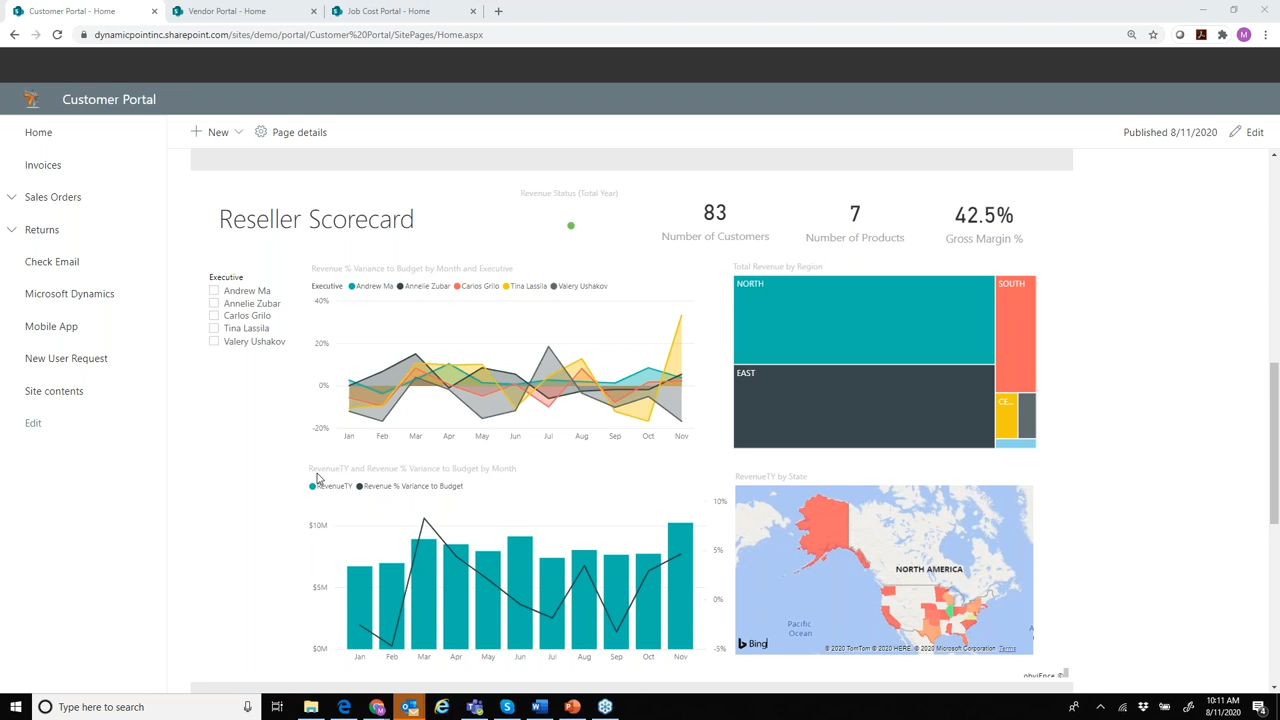 Customer Portal - Home
Vendor Portal - Home
Job Cost Portal - Home
dynamicpointinc.sharepoint.com/sites/demo/portal/Customer%20Portal/SitePages/Home.aspx
M
Customer Portal
Home
Invoices
Sales Orders
Returns
Check Email
Microsoft Dynamics
Mobile App
New User Request
Site contents
Edit
New
Page details
Published 8/11/2020
Edit
Reseller Scorecard
Revenue Status (Total Year)
83
Number of Customers
7
Number of Products
42.5%
Gross Margin %
Executive
Andrew Ma
Annelie Zubar
Carlos Grilo
Tina Lassila
Valery Ushakov
Revenue % Variance to Budget by Month and Executive
Executive Andrew Ma Annelie Zubar Carlos Grilo Tina Lassila Valery Ushakov
40%
20%
0%
-20%
Jan Feb Mar Apr May Jun Jul Aug Sep Oct Nov
Total Revenue by Region
NORTH
SOUTH
EAST
CE...
RevenueTY and Revenue % Variance to Budget by Month
RevenueTY Revenue % Variance to Budget
$10M
$5M
$0M
10%
5%
0%
-5%
Jan Feb Mar Apr May Jun Jul Aug Sep Oct Nov
RevenueTY by State
NORTH AMERICA
Pacific
Ocean
A
Bing
© 2020 TomTom © 2020 HERE, © 2020 Microsoft Corporation Terms
obviEnce ©
Type here to search
10:11 AM
8/11/2020
4